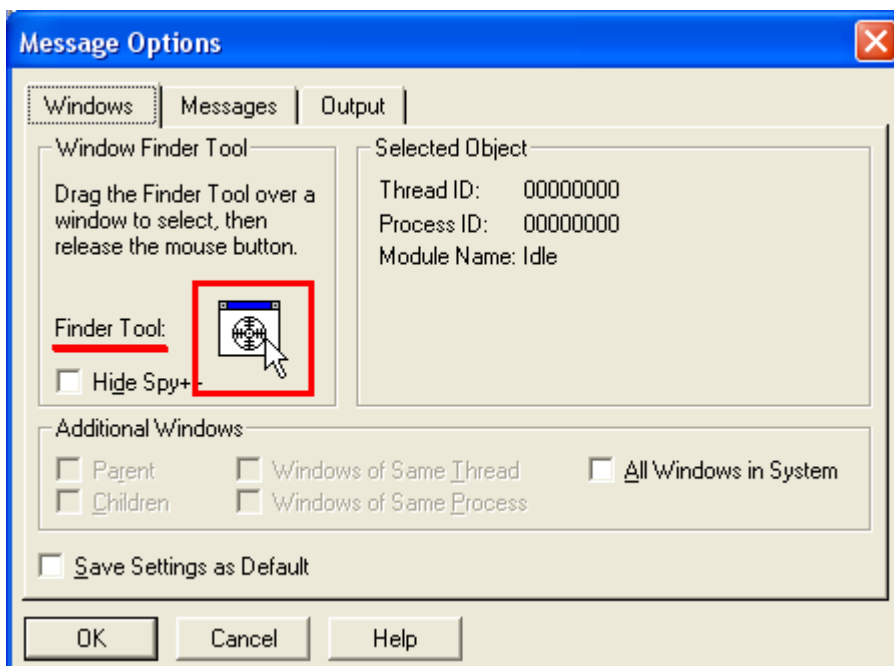 Message Options
Windows Messages Output
Window Finder Tool
Drag the Finder Tool over a
window to select, then
release the mouse button.
Finder Tool:
Hide Spy++
Selected Object
Thread ID: 00000000
Process ID: 00000000
Module Name: Idle
Additional Windows
Parent Windows of Same Thread All Windows in System
Children Windows of Same Process
Save Settings as Default
OK Cancel Help